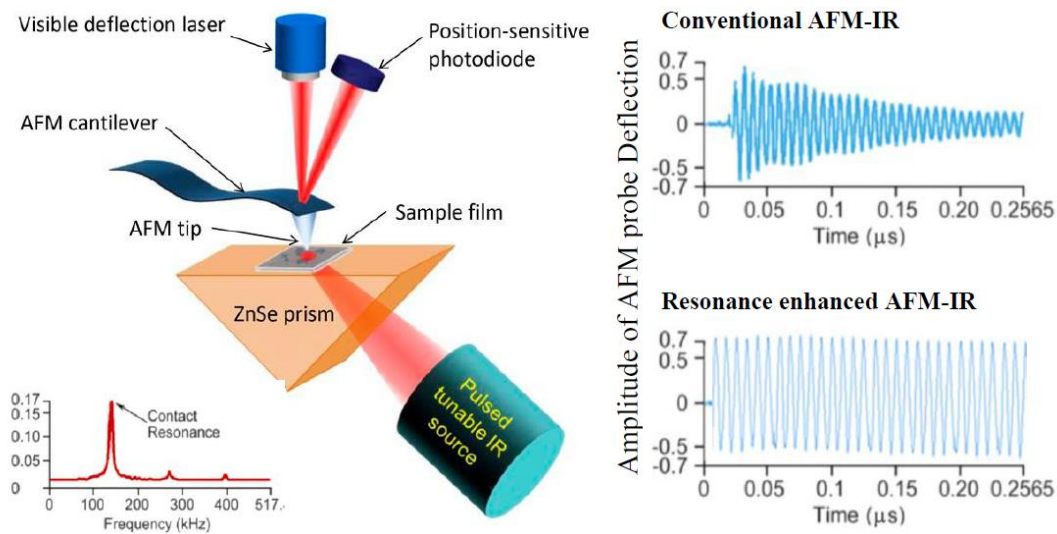 Visible deflection laser
Position-sensitive
photodiode
AFM cantilever
AFM tip
Sample film
ZnSe prism
Pulsed
tunable IR
source
0.17
0.15
0.10
0.05
0
Contact
Resonance
0 100 200 300 400 517.
Frequency (kHz)
Amplitude of AFM probe Deflection
Conventional AFM-IR
0.7
0.5
0
-0.5
-0.7
0 0.05 0.1 0.15 0.20 0.2565
Time (μs)
Resonance enhanced AFM-IR
0.7
0.5
0
-0.5
-0.7
0 0.05 0.1 0.15 0.20 0.2565
Time (μs)